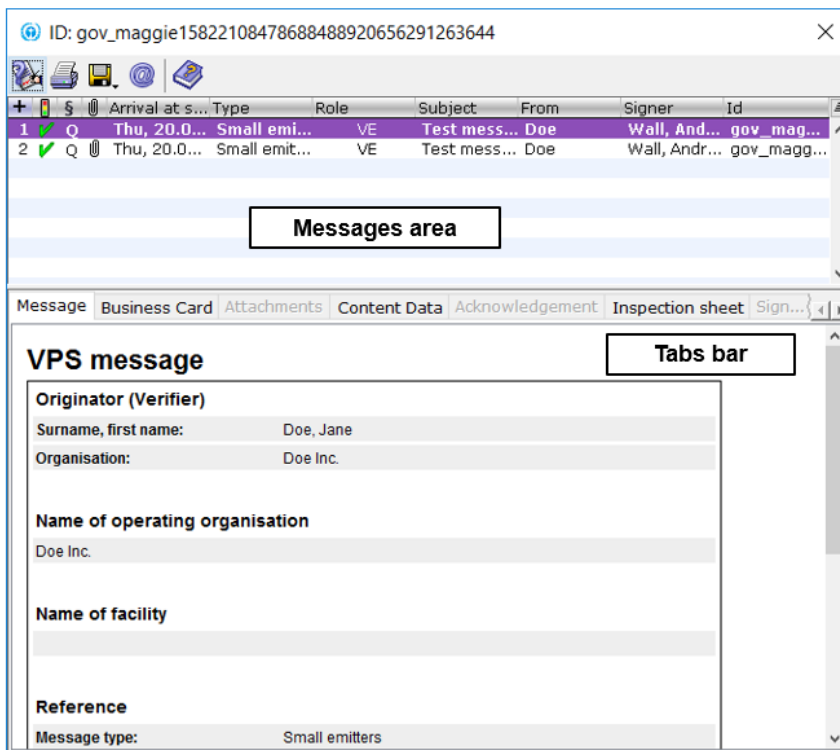 ID: gov_maggie15822108478688488920656291263644
+ § Arrival at s... Type Role Subject From Signer Id
1 Q Thu, 20.0... Small emi... VE Test mess... Doe Wall, And... gov_mag...
2 Q Thu, 20.0... Small emit... VE Test mess... Doe Wall, Andr... gov_magg...
Messages area
Message Business Card Attachments Content Data Acknowledgement Inspection sheet Sign...
Tabs bar
VPS message
Originator (Verifier)
Surname, first name: Doe, Jane
Organisation: Doe Inc.
Name of operating organisation
Doe Inc.
Name of facility
Reference
Message type: Small emitters